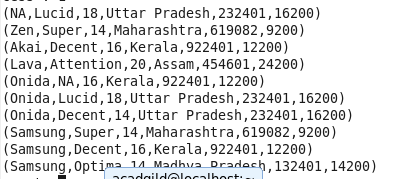 (NA,Lucid,18,Uttar Pradesh,232401,16200)
(Zen,Super,14,Maharashtra,619082,9200)
(Akai,Decent,16,Kerala,922401,12200)
(Lava,Attention,20,Assam,454601,24200)
(Onida,NA,16,Kerala,922401,12200)
(Onida,Lucid,18,Uttar Pradesh,232401,16200)
(Onida,Decent,14,Uttar Pradesh,232401,16200)
(Samsung,Super,14,Maharashtra,619082,9200)
(Samsung,Decent,16,Kerala,922401,12200)
(Samsung,Optima,14,Madhya Pradesh,132401,14200)
acadgild@localhost:~